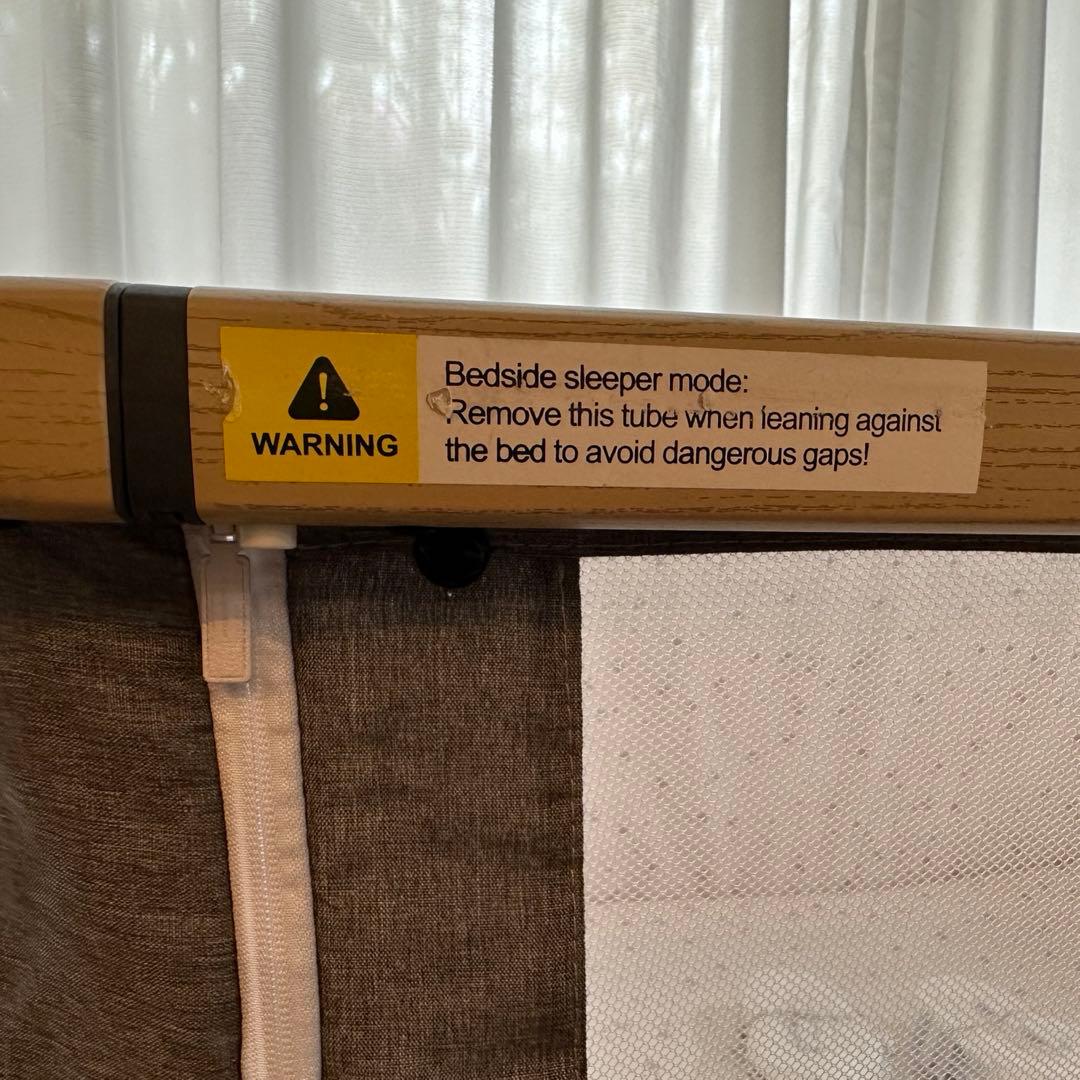 WARNING
Bedside sleeper mode:
Remove this tube when leaning against
the bed to avoid dangerous gaps!